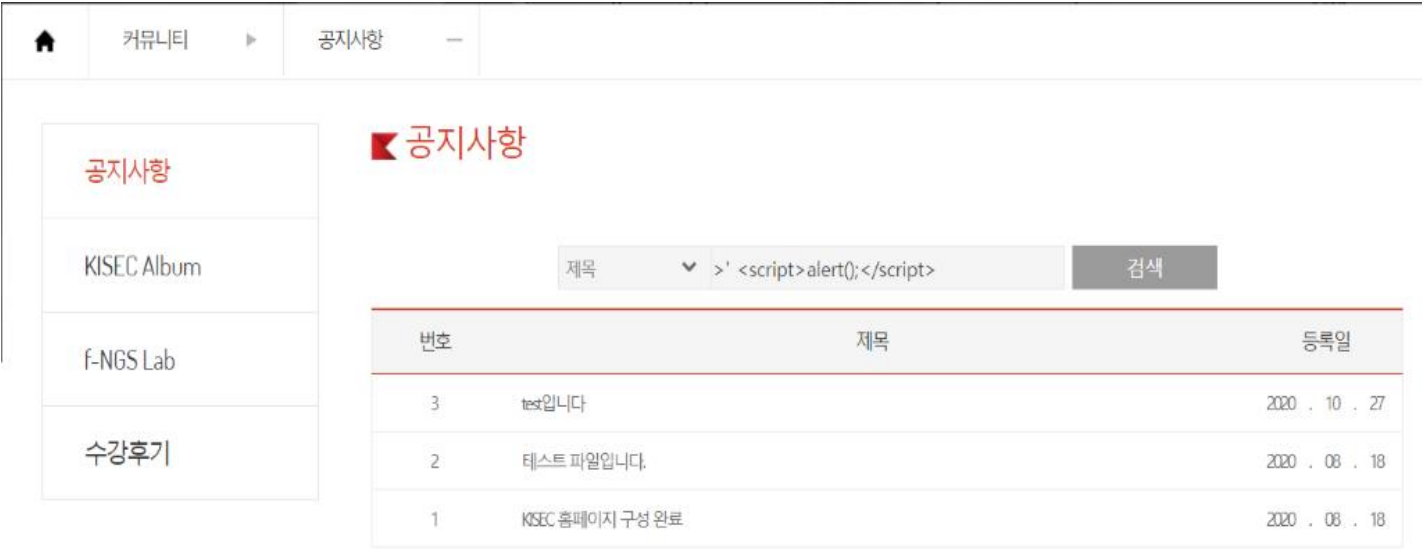 커뮤니티 공지사항
공지사항
KISEC Album
f-NGS Lab
수강후기
공지사항
제목 >' <script>alert();</script> 검색
번호 제목 등록일
3 test입니다 2020 . 10 . 27
2 테스트 파일입니다. 2020 . 08 . 18
1 KISEC 홈페이지 구성 완료 2020 . 08 . 18